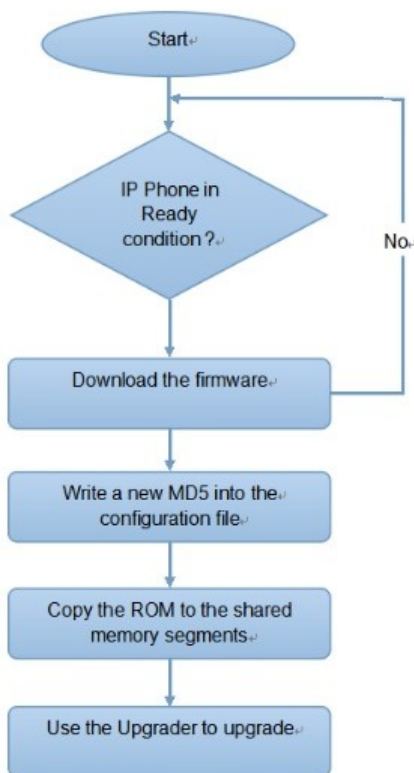 Start
IP Phone in
Ready
condition ?
No
Download the firmware
Write a new MD5 into the
configuration file
Copy the ROM to the shared
memory segments
Use the Upgrader to upgrade